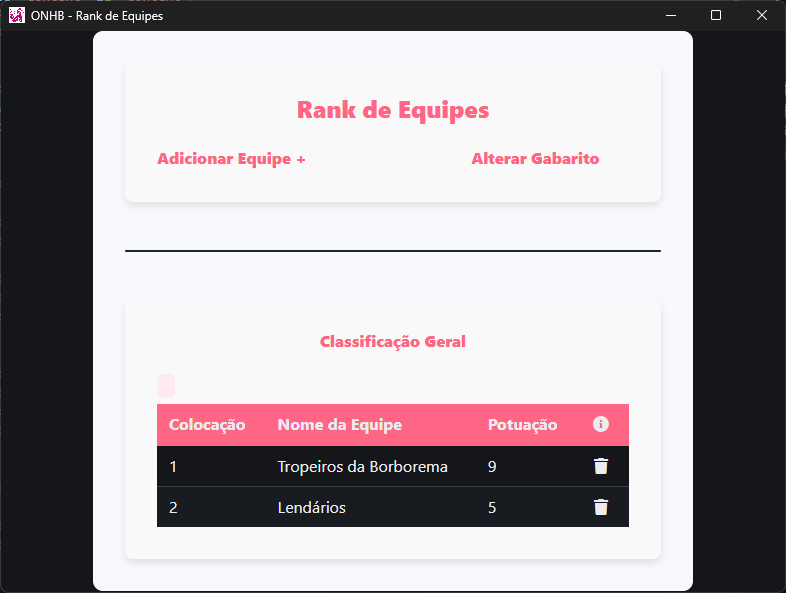 ONHB - Rank de Equipes
Rank de Equipes
Adicionar Equipe + Alterar Gabarito
Classificação Geral
Colocação Nome da Equipe Potuação
1 Tropeiros da Borborema 9
2 Lendários 5